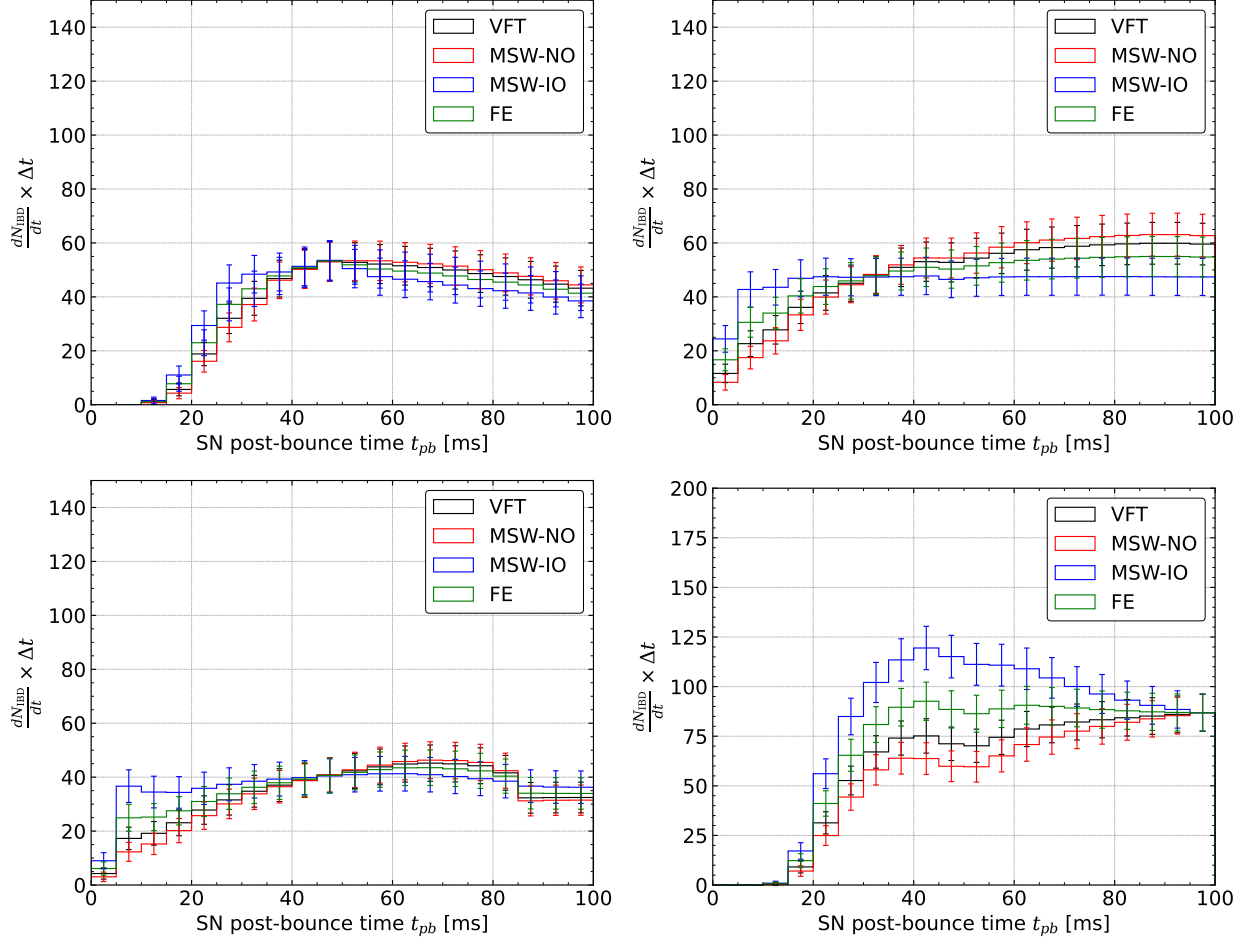 140
120
100
80
60
40
20
0
dN_IBD/dt × Δt
VFT
MSW-NO
MSW-IO
FE
0 20 40 60 80 100
SN post-bounce time t_pb [ms]
140
120
100
80
60
40
20
0
dN_IBD/dt × Δt
VFT
MSW-NO
MSW-IO
FE
0 20 40 60 80 100
SN post-bounce time t_pb [ms]
140
120
100
80
60
40
20
0
dN_IBD/dt × Δt
VFT
MSW-NO
MSW-IO
FE
0 20 40 60 80 100
SN post-bounce time t_pb [ms]
200
175
150
125
100
75
50
25
0
dN_IBD/dt × Δt
VFT
MSW-NO
MSW-IO
FE
0 20 40 60 80 100
SN post-bounce time t_pb [ms]